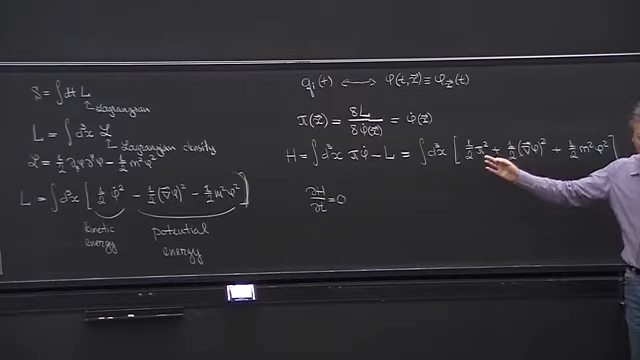 S = ∫dt L
Lagrangian
L = ∫d³x ℒ
Lagrangian density
ℒ = ½ ∂μφ∂^μφ − ½ m²φ²
L = ∫d³x [ ½ φ̇² − ½(∇⃗φ)² − ½ m²φ² ]
kinetic energy
potential energy
qᵢ(t) ⟷ φ(t,x⃗) ≡ φ_x⃗(t)
π(x⃗) = δL/δφ̇(x⃗) = φ̇(x⃗)
H = ∫d³x πφ̇ − L = ∫d³x [ ½ π² + ½(∇⃗φ)² + ½ m²φ² ]
∂H/∂t = 0